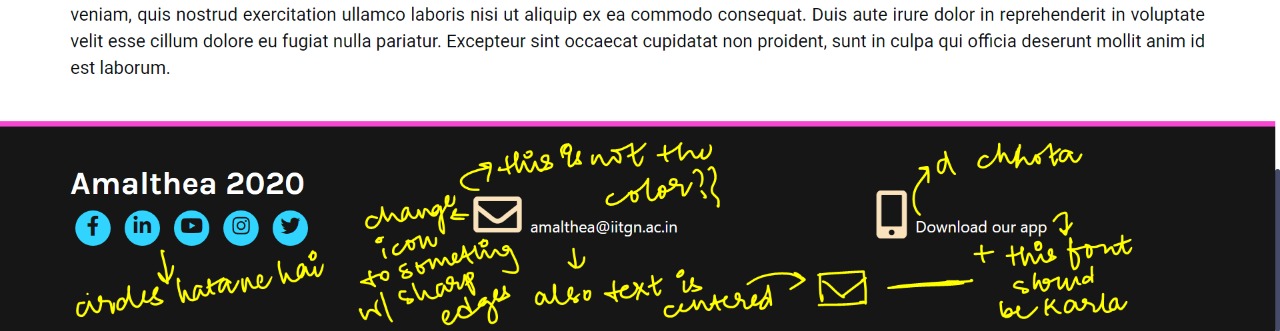 veniam, quis nostrud exercitation ullamco laboris nisi ut aliquip ex ea commodo consequat. Duis aute irure dolor in reprehenderit in voluptate
velit esse cillum dolore eu fugiat nulla pariatur. Excepteur sint occaecat cupidatat non proident, sunt in culpa qui officia deserunt mollit anim id
est laborum.
Amalthea 2020
circles hatane hai
this is not the
color??
change
icon
to something
w/ sharp
edges
amalthea@iitgn.ac.in
also text is
centered
d chhota
Download our app
+ this font
should
be Karla